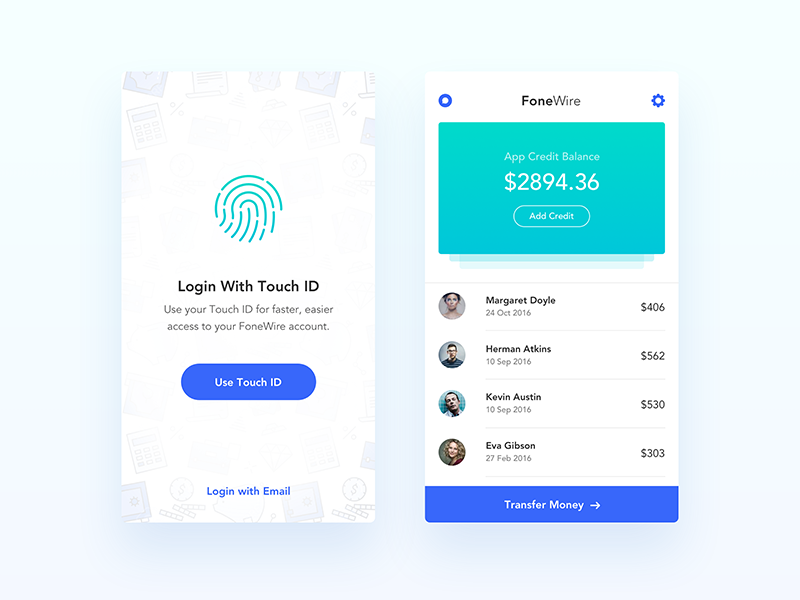 Login With Touch ID
Use your Touch ID for faster, easier
access to your FoneWire account.
Use Touch ID
Login with Email
FoneWire
App Credit Balance
$2894.36
Add Credit
Margaret Doyle
24 Oct 2016
$406
Herman Atkins
10 Sep 2016
$562
Kevin Austin
10 Sep 2016
$530
Eva Gibson
27 Feb 2016
$303
Transfer Money →